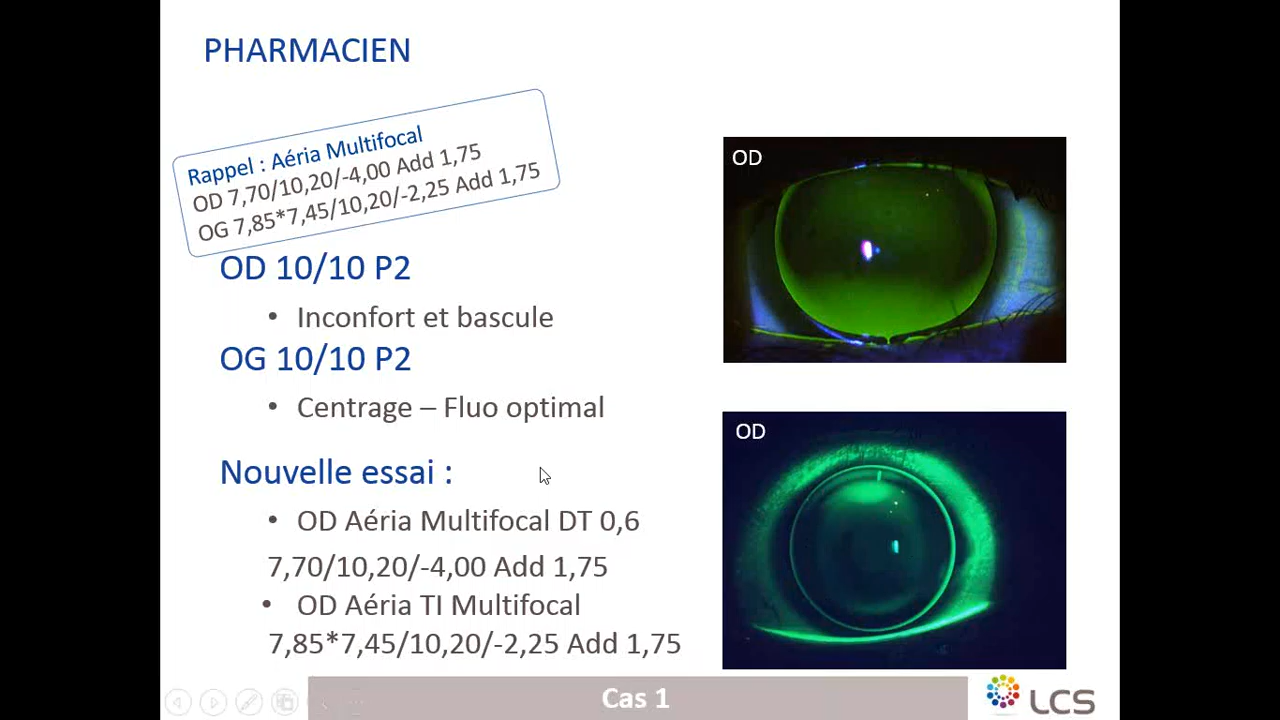 PHARMACIEN
Rappel : Aéria Multifocal
OD 7,70/10,20/-4,00 Add 1,75
OG 7,85*7,45/10,20/-2,25 Add 1,75
OD 10/10 P2
• Inconfort et bascule
OG 10/10 P2
• Centrage – Fluo optimal
Nouvelle essai :
• OD Aéria Multifocal DT 0,6
7,70/10,20/-4,00 Add 1,75
• OD Aéria TI Multifocal
7,85*7,45/10,20/-2,25 Add 1,75
OD
OD
Cas 1
LCS